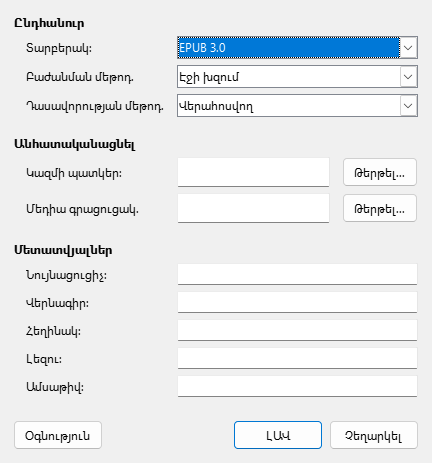 Ընդհանուր
Տարբերակ։ EPUB 3.0
Բաժանման մեթոդ. Էջի խզում
Դասավորության մեթոդ. Վերահոսվող
Անհատականացնել
Կազմի պատկեր։ Թերթել...
Մեդիա գրացուցակ. Թերթել...
Մետատվյալներ
Նույնացուցիչ։
Վերնագիր։
Հեղինակ։
Լեզու։
Ամսաթիվ։
Օգնություն ԼԱՎ Չեղարկել